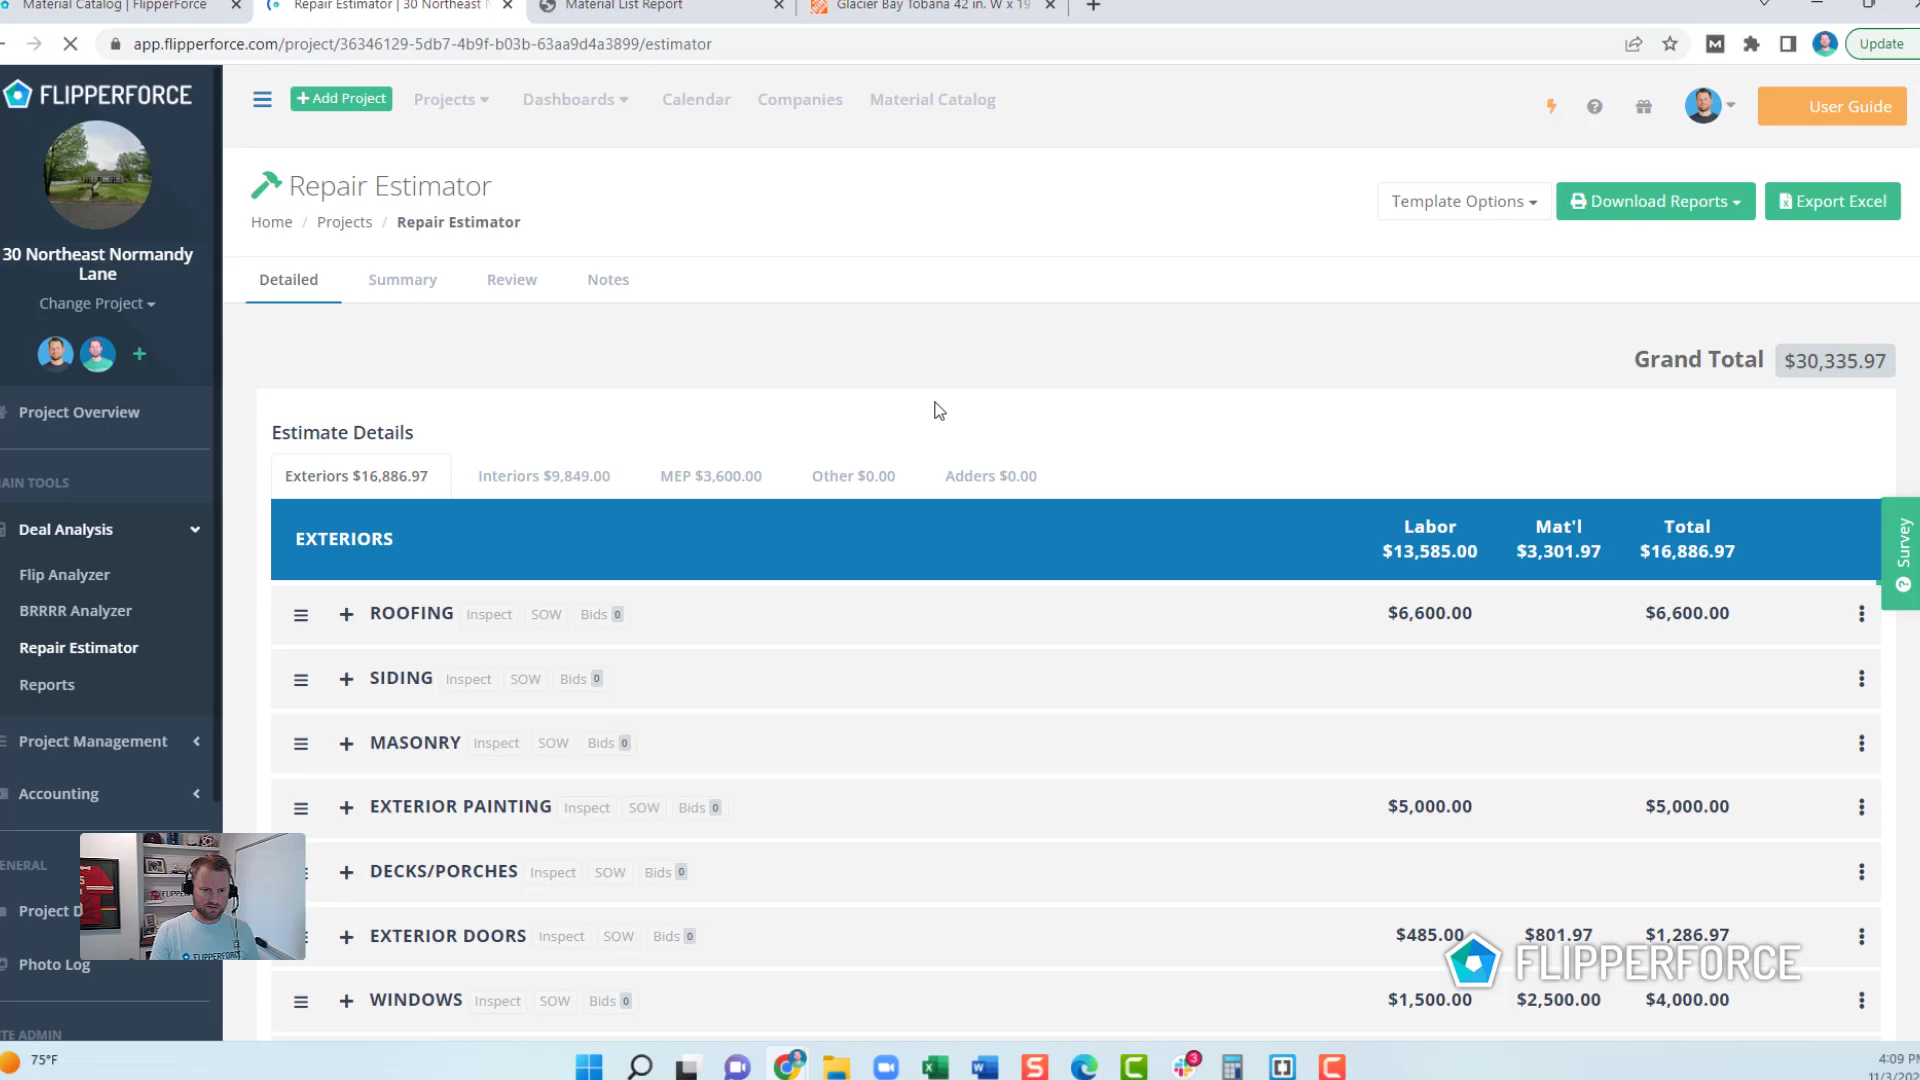 Material Catalog | FlipperForce
Repair Estimator | 30 Northeast N
Material List Report
Glacier Bay Tobana 42 in. W x 19
app.flipperforce.com/project/36346129-5db7-4b9f-b03b-63aa9d4a3899/estimator
Update
FLIPPERFORCE
Add Project
Projects
Dashboards
Calendar
Companies
Material Catalog
User Guide
30 Northeast Normandy
Lane
Change Project
Project Overview
AIN TOOLS
Deal Analysis
Flip Analyzer
BRRRR Analyzer
Repair Estimator
Reports
Project Management
Accounting
ENERAL
Project D
Photo Log
TE ADMIN
Repair Estimator
Home / Projects / Repair Estimator
Template Options
Download Reports
Export Excel
Detailed
Summary
Review
Notes
Grand Total $30,335.97
Estimate Details
Exteriors $16,886.97
Interiors $9,849.00
MEP $3,600.00
Other $0.00
Adders $0.00
EXTERIORS
Labor Mat'l Total
$13,585.00 $3,301.97 $16,886.97
ROOFING Inspect SOW Bids 0 $6,600.00 $6,600.00
SIDING Inspect SOW Bids 0
MASONRY Inspect SOW Bids 0
EXTERIOR PAINTING Inspect SOW Bids 0 $5,000.00 $5,000.00
DECKS/PORCHES Inspect SOW Bids 0
EXTERIOR DOORS Inspect SOW Bids 0 $485.00 $801.97 $1,286.97
WINDOWS Inspect SOW Bids 0 $1,500.00 $2,500.00 $4,000.00
Survey
FLIPPERFORCE
75°F
3
4:09 PM